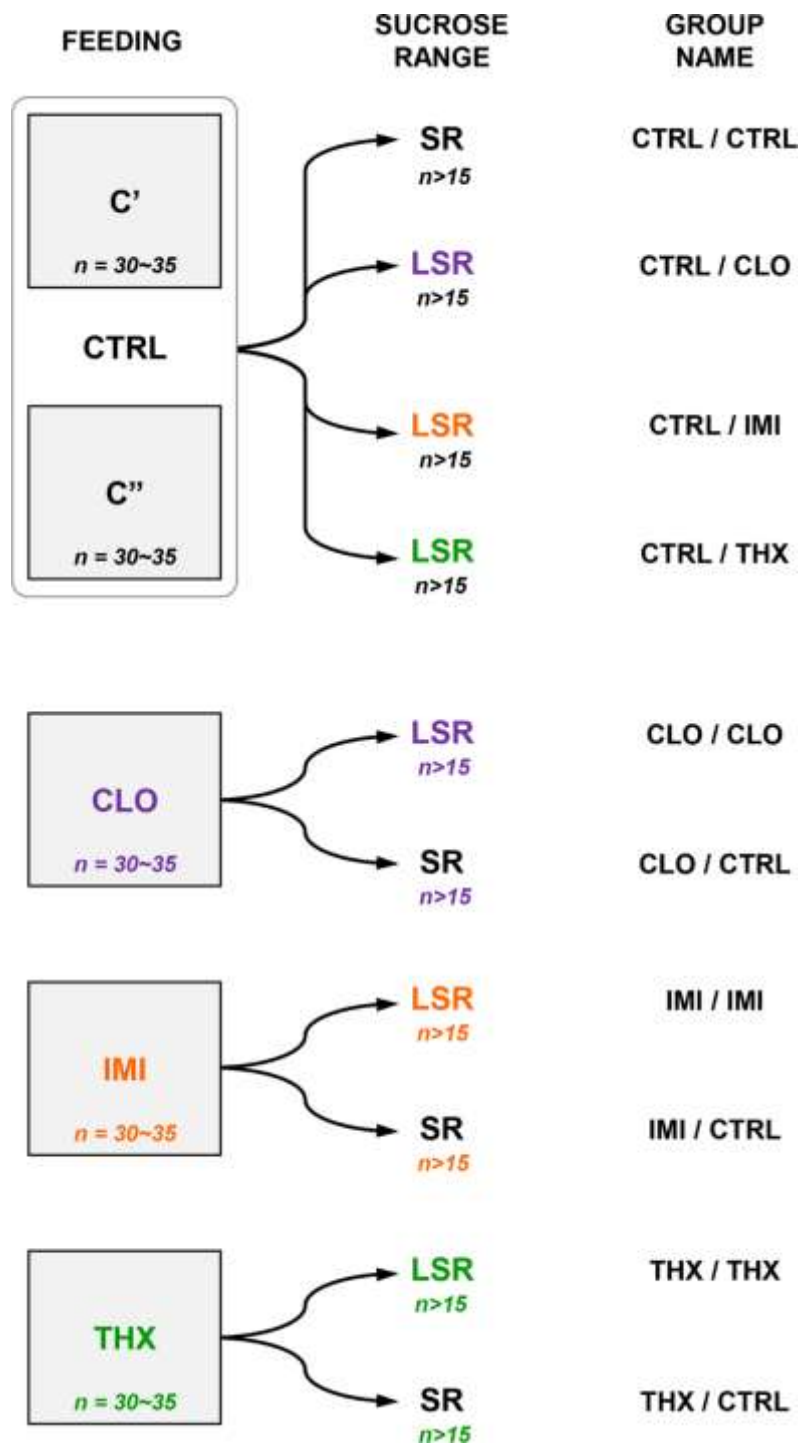 FEEDING
SUCROSE
RANGE
GROUP
NAME
C’
n = 30~35
CTRL
C”
n = 30~35
SR
n>15
CTRL / CTRL
LSR
n>15
CTRL / CLO
LSR
n>15
CTRL / IMI
LSR
n>15
CTRL / THX
CLO
n = 30~35
LSR
n>15
CLO / CLO
SR
n>15
CLO / CTRL
IMI
n = 30~35
LSR
n>15
IMI / IMI
SR
n>15
IMI / CTRL
THX
n = 30~35
LSR
n>15
THX / THX
SR
n>15
THX / CTRL